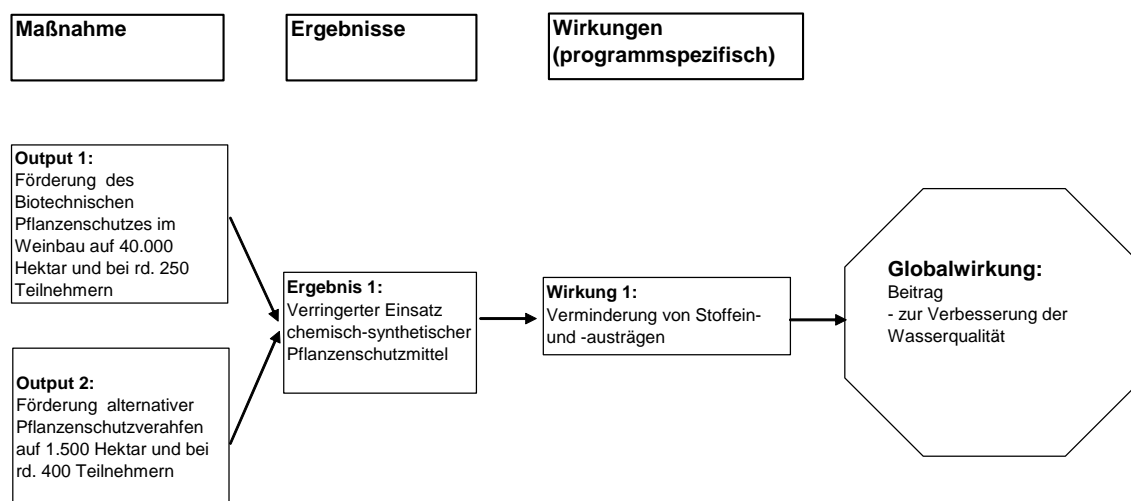 Maßnahme
Ergebnisse
Wirkungen
(programmspezifisch)
Output 1:
Förderung des
Biotechnischen
Pflanzenschutzes im
Weinbau auf 40.000
Hektar und bei rd. 250
Teilnehmern
Output 2:
Förderung alternativer
Pflanzenschutzverahfen
auf 1.500 Hektar und bei
rd. 400 Teilnehmern
Ergebnis 1:
Verringerter Einsatz
chemisch-synthetischer
Pflanzenschutzmittel
Wirkung 1:
Verminderung von Stoffein-
und -austrägen
Globalwirkung:
Beitrag
- zur Verbesserung der
Wasserqualität